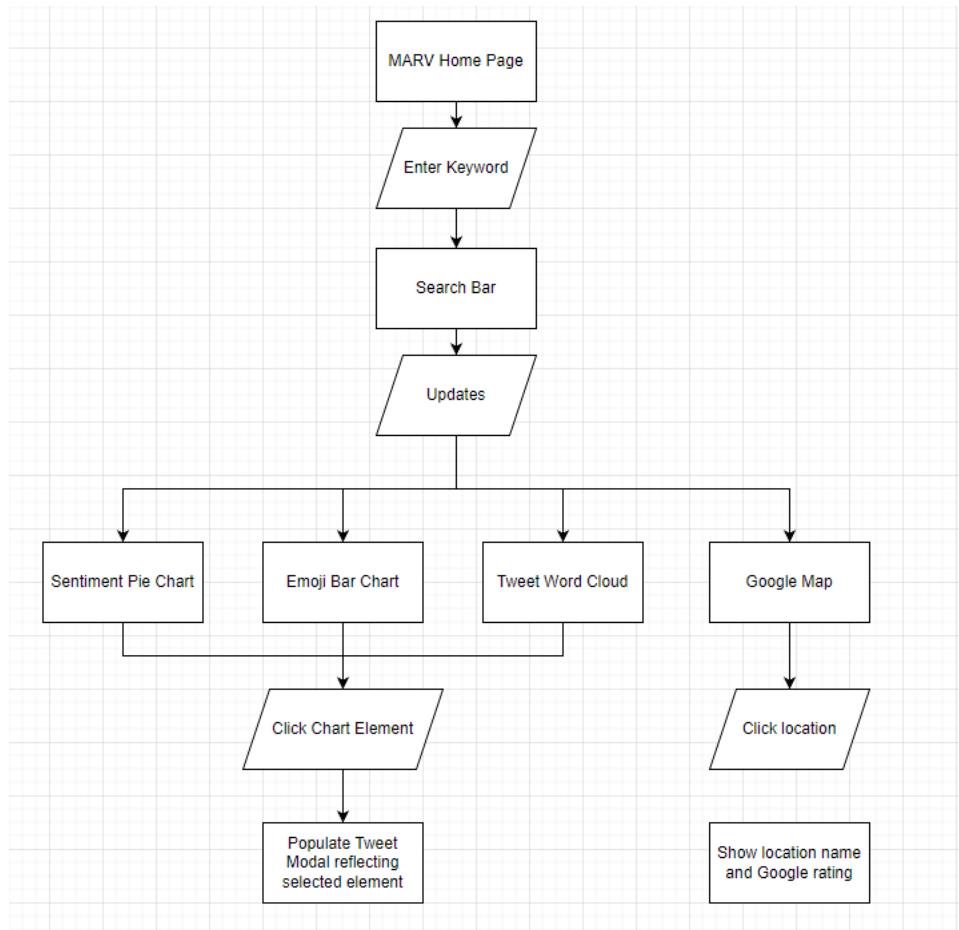 MARV Home Page
Enter Keyword
Search Bar
Updates
Sentiment Pie Chart
Emoji Bar Chart
Tweet Word Cloud
Google Map
Click Chart Element
Click location
Populate Tweet
Modal reflecting
selected element
Show location name
and Google rating